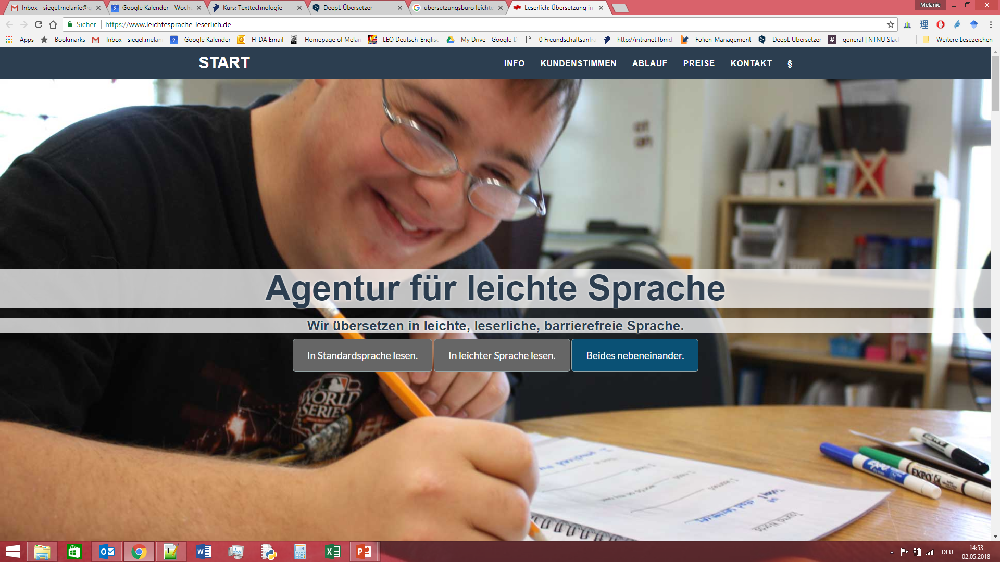 Melanie
Inbox - siegel.melanie@g
Google Kalender - Woche
Kurs: Texttechnologie
DeepL Übersetzer
übersetzungsbüro leichte
Leserlich: Übersetzung in
Sicher
https://www.leichtesprache-leserlich.de
Apps
Bookmarks
Inbox - siegel.melani
2 Google Kalender
H-DA Email
Homepage of Melan
LEO Deutsch-Englisc
My Drive - Google D
0 Freundschaftsanfra
http://intranet.fbmd.
Folien-Management
DeepL Übersetzer
# general | NTNU Slac
Weitere Lesezeichen
START
INFO
KUNDENSTIMMEN
ABLAUF
PREISE
KONTAKT
§
Agentur für leichte Sprache
Wir übersetzen in leichte, leserliche, barrierefreie Sprache.
In Standardsprache lesen.
In leichter Sprache lesen.
Beides nebeneinander.
WORLD
SERIES
EXPO
DEU
14:53
02.05.2018